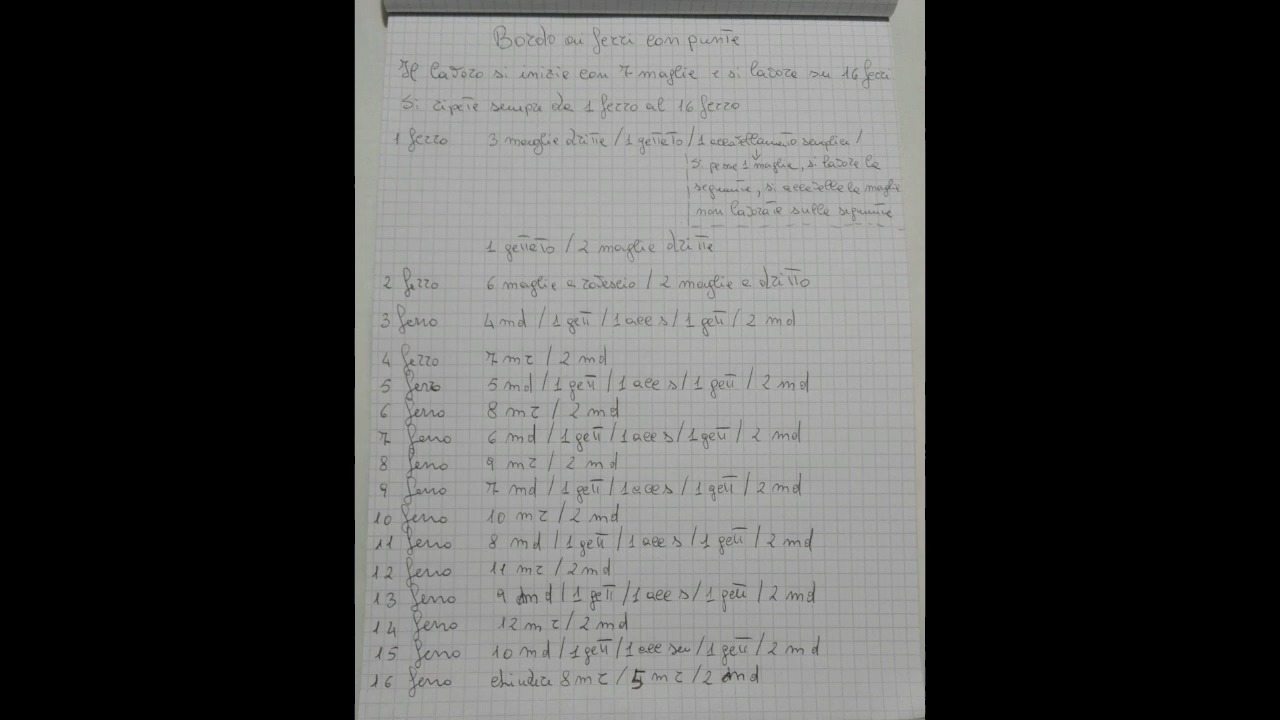 Bordo ai ferri con punte
Il lavoro si inizia con 7 maglie e si lavora su 16 ferri
Si ripete sempre da 1 ferro al 16 ferro
1 ferro 3 maglie dritte / 1 gettato / 1 accavallamento semplice /
Si passa 1 maglia, si lavora la
seguente, si accavalla la maglia
non lavorata sulla seguente
1 gettato / 2 maglie dritte
2 ferro 6 maglie a rovescio / 2 maglie a dritto
3 ferro 4 md / 1 gett / 1 acc s / 1 gett / 2 md
4 ferro 7 mr / 2 md
5 ferro 5 md / 1 gett / 1 acc s / 1 gett / 2 md
6 ferro 8 mr / 2 md
7 ferro 6 md / 1 gett / 1 acc s / 1 gett / 2 md
8 ferro 9 mr / 2 md
9 ferro 7 md / 1 gett / 1 acc s / 1 gett / 2 md
10 ferro 10 mr / 2 md
11 ferro 8 md / 1 gett / 1 acc s / 1 gett / 2 md
12 ferro 11 mr / 2 md
13 ferro 9 md / 1 gett / 1 acc s / 1 gett / 2 md
14 ferro 12 mr / 2 md
15 ferro 10 md / 1 gett / 1 acc / 1 gett / 2 md
16 ferro chiudere 8 mr / 5 mr / 2 md